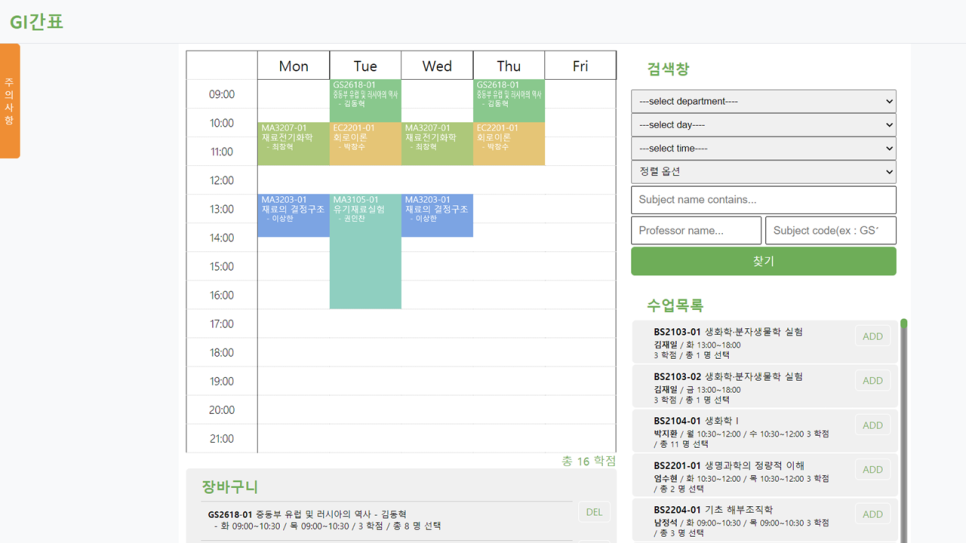 GI간표
주의사항
Mon Tue Wed Thu Fri
09:00
10:00
11:00
12:00
13:00
14:00
15:00
16:00
17:00
18:00
19:00
20:00
21:00
GS2618-01
중동부 유럽 및 러시아의 역사
- 김동혁
GS2618-01
중동부 유럽 및 러시아의 역사
- 김동혁
MA3207-01
재료전기화학
- 최창혁
EC2201-01
회로이론
- 박창수
MA3207-01
재료전기화학
- 최창혁
EC2201-01
회로이론
- 박창수
MA3203-01
재료의 결정구조
- 이상한
MA3105-01
유기재료실험
- 권인찬
MA3203-01
재료의 결정구조
- 이상한
총 16 학점
장바구니
GS2618-01 중동부 유럽 및 러시아의 역사 - 김동혁
- 화 09:00~10:30 / 목 09:00~10:30 / 3 학점 / 총 8 명 선택
DEL
검색창
---select department----
---select day----
---select time----
정렬 옵션
Subject name contains...
Professor name...
Subject code(ex : GS
찾기
수업목록
BS2103-01 생화학·분자생물학 실험
김재일 / 화 13:00~18:00
3 학점 / 총 1 명 선택
ADD
BS2103-02 생화학·분자생물학 실험
김재일 / 금 13:00~18:00
3 학점 / 총 1 명 선택
ADD
BS2104-01 생화학 I
박지환 / 월 10:30~12:00 / 수 10:30~12:00 3 학점
/ 총 11 명 선택
ADD
BS2201-01 생명과학의 정량적 이해
엄수현 / 화 10:30~12:00 / 목 10:30~12:00 3 학점
/ 총 2 명 선택
ADD
BS2204-01 기초 해부조직학
남정석 / 화 09:00~10:30 / 목 09:00~10:30 3 학점
/ 총 3 명 선택
ADD